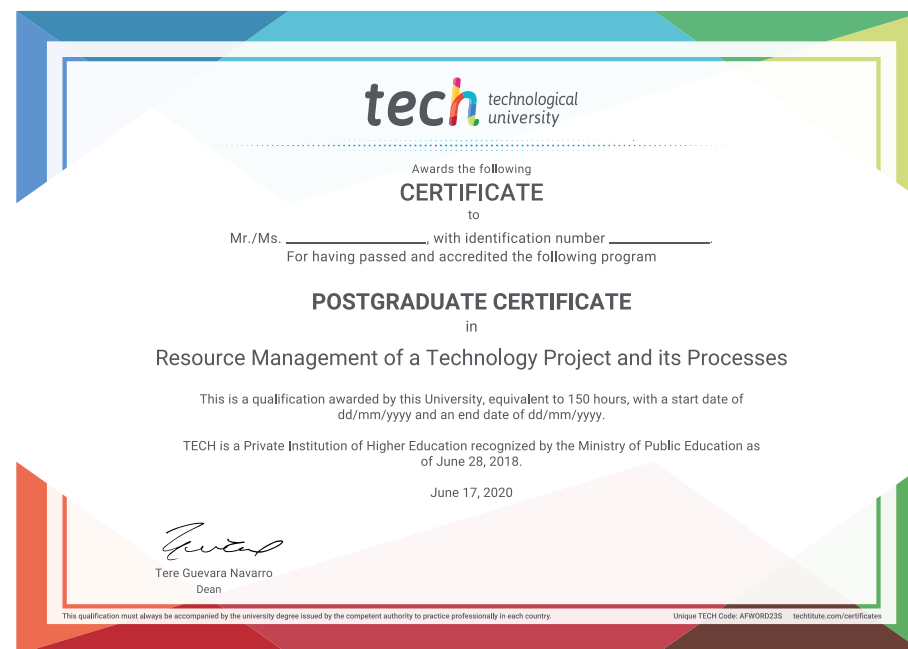 tech technological
university
Awards the following
CERTIFICATE
to
Mr./Ms. ____________, with identification number ____________.
For having passed and accredited the following program
POSTGRADUATE CERTIFICATE
in
Resource Management of a Technology Project and its Processes
This is a qualification awarded by this University, equivalent to 150 hours, with a start date of
dd/mm/yyyy and an end date of dd/mm/yyyy.
TECH is a Private Institution of Higher Education recognized by the Ministry of Public Education as
of June 28, 2018.
June 17, 2020
Tere Guevara Navarro
Dean
This qualification must always be accompanied by the university degree issued by the competent authority to practice professionally in each country. Unique TECH Code: AFWORD23S techtitute.com/certificates